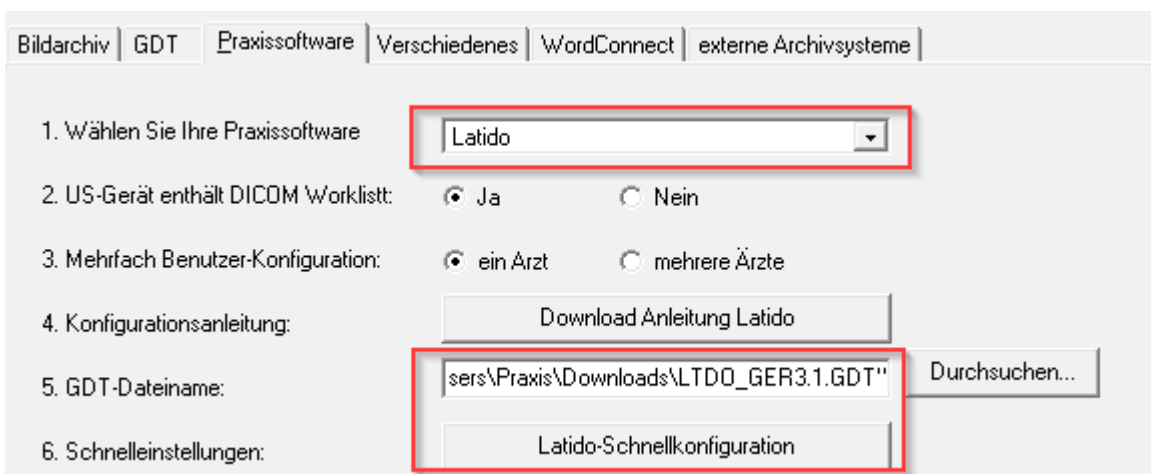 Bildarchiv GDT Praxissoftware Verschiedenes WordConnect externe Archivsysteme
1. Wählen Sie Ihre Praxissoftware Latido
2. US-Gerät enthält DICOM Worklistt: Ja Nein
3. Mehrfach Benutzer-Konfiguration: ein Arzt mehrere Ärzte
4. Konfigurationsanleitung: Download Anleitung Latido
5. GDT-Dateiname: sers\Praxis\Downloads\LTDO_GER3.1.GDT" Durchsuchen...
6. Schnelleinstellungen: Latido-Schnellkonfiguration